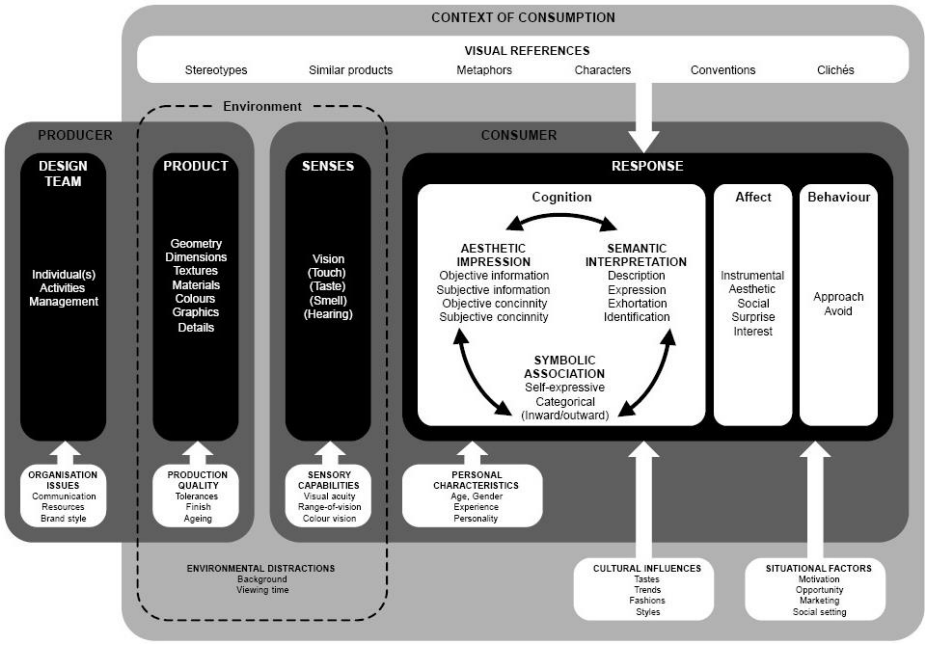 CONTEXT OF CONSUMPTION
VISUAL REFERENCES
Stereotypes Similar products Metaphors Characters Conventions Clichés
Environment
PRODUCER
CONSUMER
DESIGN
TEAM
Individual(s)
Activities
Management
PRODUCT
Geometry
Dimensions
Textures
Materials
Colours
Graphics
Details
SENSES
Vision
(Touch)
(Taste)
(Smell)
(Hearing)
RESPONSE
Cognition
AESTHETIC
IMPRESSION
Objective information
Subjective information
Objective concinnity
Subjective concinnity
SEMANTIC
INTERPRETATION
Description
Expression
Exhortation
Identification
SYMBOLIC
ASSOCIATION
Self-expressive
Categorical
(Inward/outward)
Affect
Instrumental
Aesthetic
Social
Surprise
Interest
Behaviour
Approach
Avoid
ORGANISATION
ISSUES
Communication
Resources
Brand style
PRODUCTION
QUALITY
Tolerances
Finish
Ageing
SENSORY
CAPABILITIES
Visual acuity
Range-of-vision
Colour vision
PERSONAL
CHARACTERISTICS
Age, Gender
Experience
Personality
ENVIRONMENTAL DISTRACTIONS
Background
Viewing time
CULTURAL INFLUENCES
Tastes
Trends
Fashions
Styles
SITUATIONAL FACTORS
Motivation
Opportunity
Marketing
Social setting